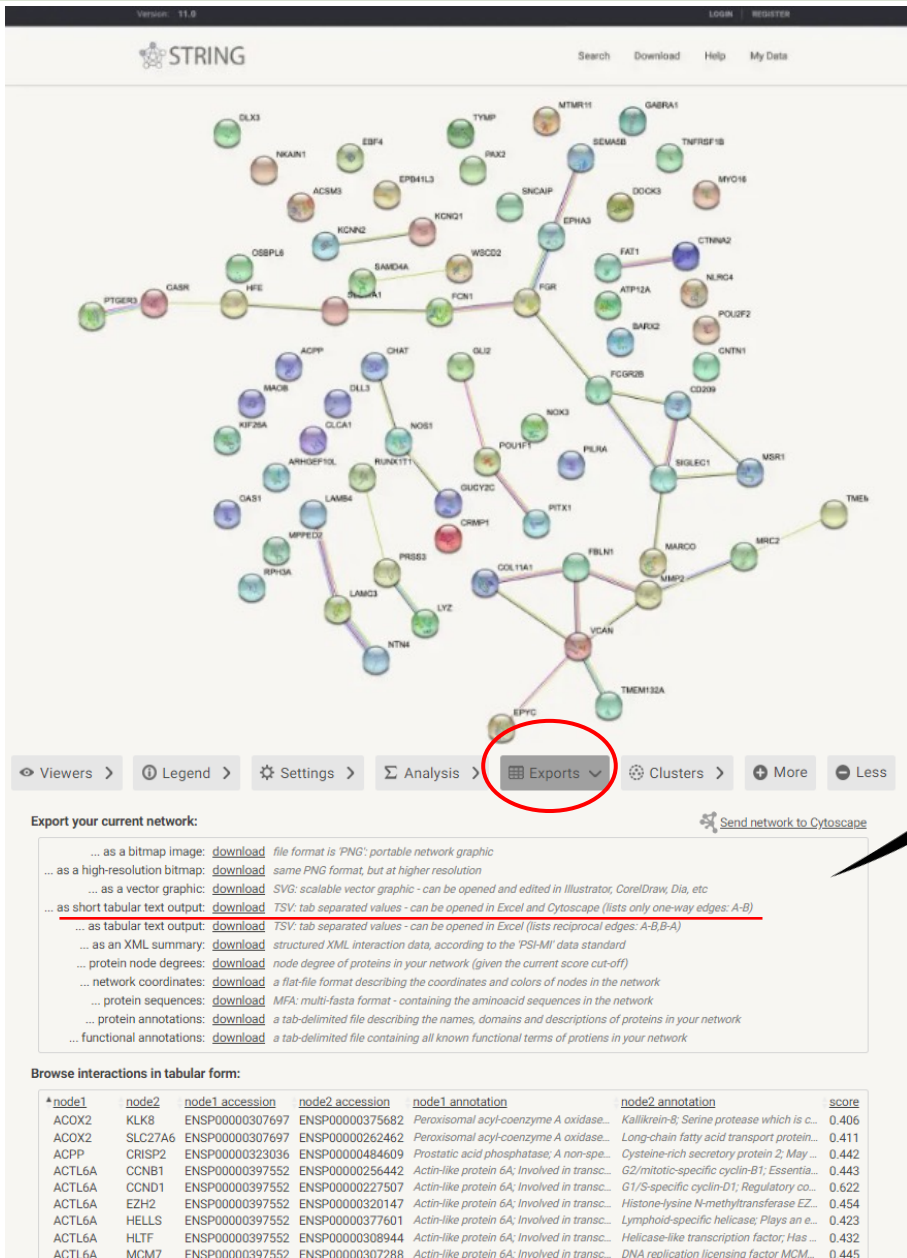 Version: 11.0 LOGIN | REGISTER
STRING Search Download Help My Data
MTMR11 GABRA1
DLX3 TYMP
EBF4 SEMA5B TNFRSF1B
NKAIN1 PAX2
EPB41L3 MYO16
ACSM3 SNCAIP DOCK3
KCNQ1 EPHA3
KCNN2 CTNNA2
OSBPL6 WSCD2 FAT1
SAMD4A NLRC4
CASR HFE FGR ATP12A
PTGER3 A1 FCN1
POU2F2
BARX2
ACPP CHAT GLI2 CNTN1
FCGR2B
MAOB DLL3 CD209
NOX3
KIF26A CLCA1 NOS1
POU1F1 PILRA
ARHGEF10L RUNX1T1 SIGLEC1 MSR1
GUCY2C
OAS1 LAMB4 TMEM
PITX1
CRMP1
MPPED2 MARCO MRC2
PRSS3 FBLN1
RPH3A COL11A1 MMP2
LAMC3
LYZ
VCAN
NTN4
TMEM132A
EPYC
Viewers Legend Settings Analysis Exports Clusters More Less
Export your current network: Send network to Cytoscape
... as a bitmap image: download file format is 'PNG': portable network graphic
... as a high-resolution bitmap: download same PNG format, but at higher resolution
... as a vector graphic: download SVG: scalable vector graphic - can be opened and edited in Illustrator, CorelDraw, Dia, etc
... as short tabular text output: download TSV: tab separated values - can be opened in Excel and Cytoscape (lists only one-way edges: A-B)
... as tabular text output: download TSV: tab separated values - can be opened in Excel (lists reciprocal edges: A-B,B-A)
... as an XML summary: download structured XML interaction data, according to the 'PSI-MI' data standard
... protein node degrees: download node degree of proteins in your network (given the current score cut-off)
... network coordinates: download a flat-file format describing the coordinates and colors of nodes in the network
... protein sequences: download MFA: multi-fasta format - containing the aminoacid sequences in the network
... protein annotations: download a tab-delimited file describing the names, domains and descriptions of proteins in your network
... functional annotations: download a tab-delimited file containing all known functional terms of protiens in your network
Browse interactions in tabular form:
node1 node2 node1 accession node2 accession node1 annotation node2 annotation score
ACOX2 KLK8 ENSP00000307697 ENSP00000375682 Peroxisomal acyl-coenzyme A oxidase... Kallikrein-8; Serine protease which is c... 0.406
ACOX2 SLC27A6 ENSP00000307697 ENSP00000262462 Peroxisomal acyl-coenzyme A oxidase... Long-chain fatty acid transport protein... 0.411
ACPP CRISP2 ENSP00000323036 ENSP00000484609 Prostatic acid phosphatase; A non-spe... Cysteine-rich secretory protein 2; May ... 0.442
ACTL6A CCNB1 ENSP00000397552 ENSP00000256442 Actin-like protein 6A; Involved in transc... G2/mitotic-specific cyclin-B1; Essentia... 0.443
ACTL6A CCND1 ENSP00000397552 ENSP00000227507 Actin-like protein 6A; Involved in transc... G1/S-specific cyclin-D1; Regulatory co... 0.622
ACTL6A EZH2 ENSP00000397552 ENSP00000320147 Actin-like protein 6A; Involved in transc... Histone-lysine N-methyltransferase EZ... 0.454
ACTL6A HELLS ENSP00000397552 ENSP00000377601 Actin-like protein 6A; Involved in transc... Lymphoid-specific helicase; Plays an e... 0.423
ACTL6A HLTF ENSP00000397552 ENSP00000308944 Actin-like protein 6A; Involved in transc... Helicase-like transcription factor; Has ... 0.432
ACTL6A MCM7 ENSP00000397552 ENSP00000307288 Actin-like protein 6A; Involved in transc... DNA replication licensing factor MCM... 0.445